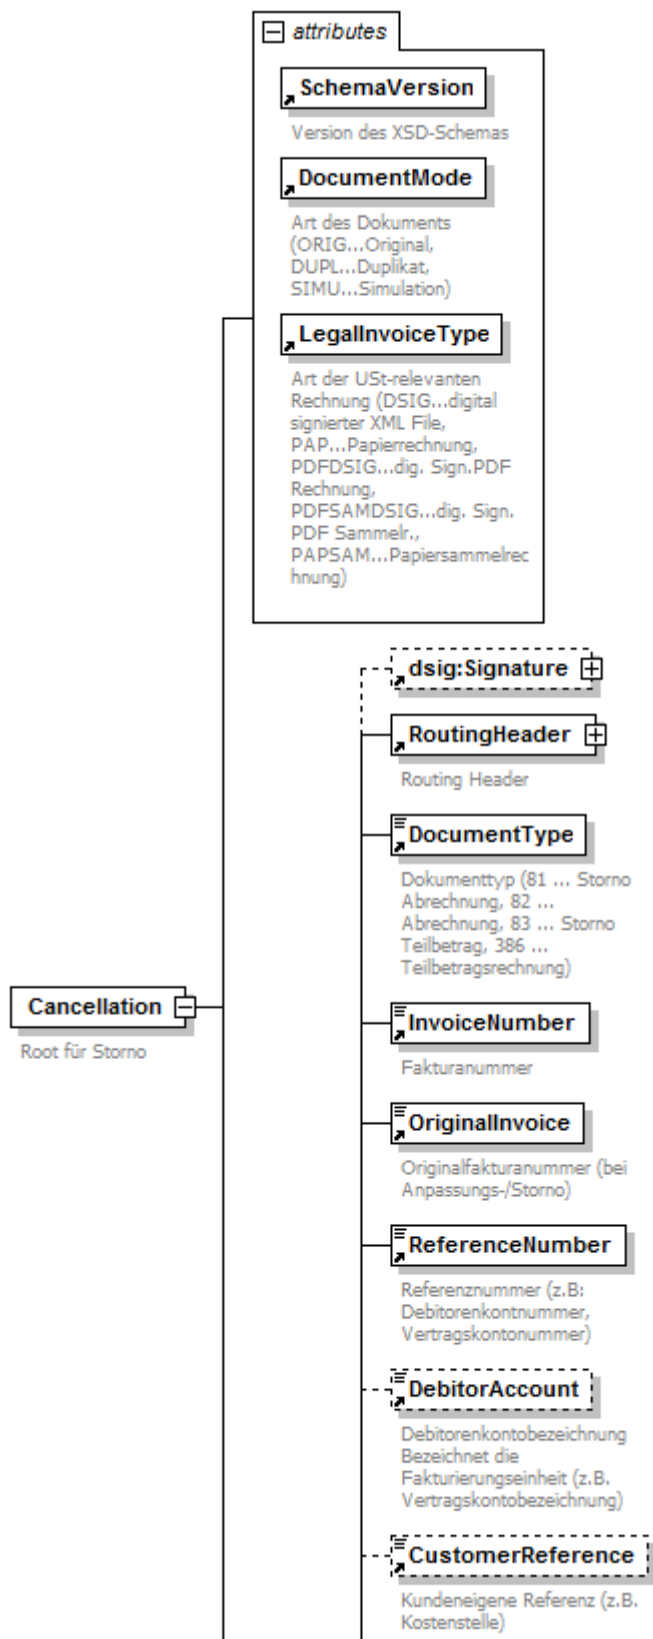 attributes
SchemaVersion
Version des XSD-Schemas
DocumentMode
Art des Dokuments
(ORIG...Original,
DUPL...Duplikat,
SIMU...Simulation)
LegalInvoiceType
Art der USt-relevanten
Rechnung (DSIG...digital
signierter XML File,
PAP...Papierrechnung,
PDFDSIG...dig. Sign.PDF
Rechnung,
PDFSAMDSIG...dig. Sign.
PDF Sammelr.,
PAPSAM...Papiersammelrec
hnung)
dsig:Signature
RoutingHeader
Routing Header
DocumentType
Dokumenttyp (81 ... Storno
Abrechnung, 82 ...
Abrechnung, 83 ... Storno
Teilbetrag, 386 ...
Teilbetragsrechnung)
Cancellation
Root für Storno
InvoiceNumber
Fakturanummer
OriginalInvoice
Originalfakturanummer (bei
Anpassungs-/Storno)
ReferenceNumber
Referenznummer (z.B:
Debitorenkontnummer,
Vertragskontonummer)
DebitorAccount
Debitorenkontobezeichnung
Bezeichnet die
Fakturierungseinheit (z.B.
Vertragskontobezeichnung)
CustomerReference
Kundeneigene Referenz (z.B.
Kostenstelle)